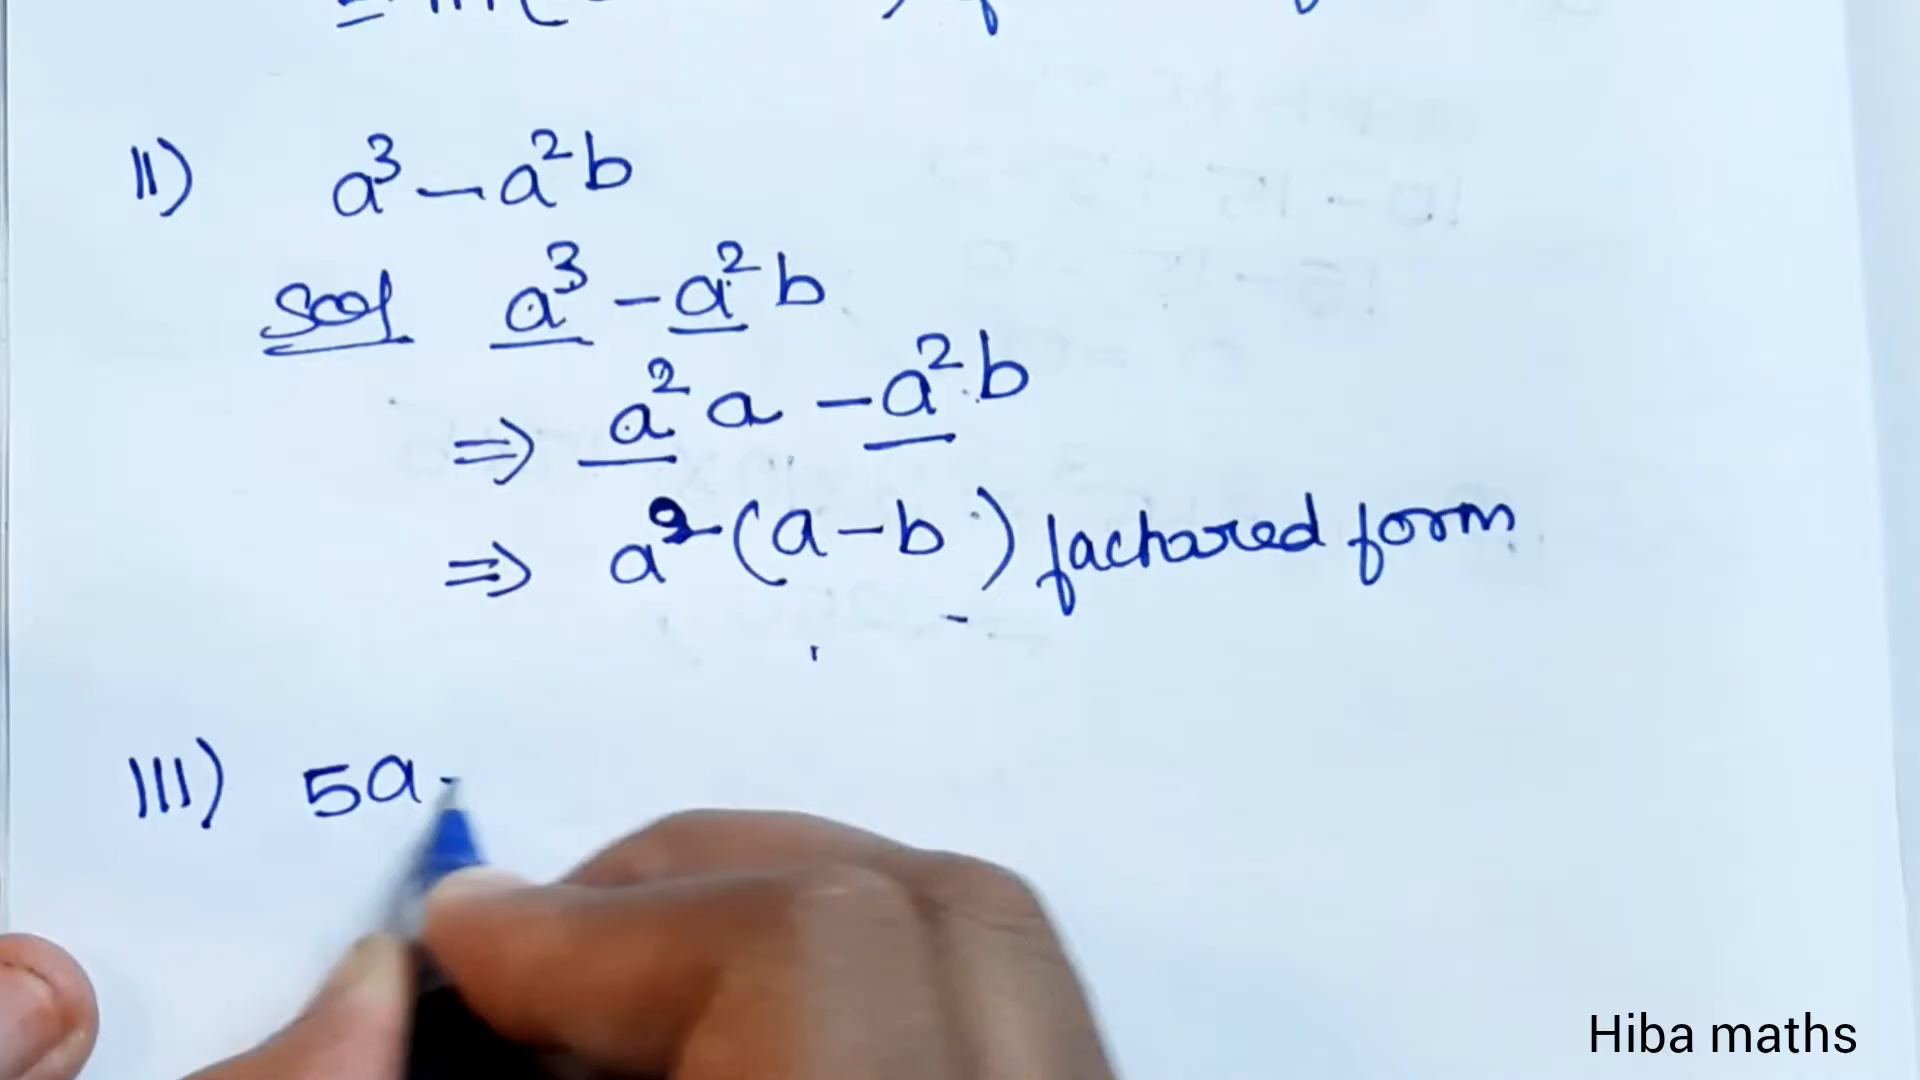 II) a³ – a²b
Sol a³ – a²b
⇒ a²a – a²b
⇒ a²(a – b) factored form
III) 5a -
Hiba maths